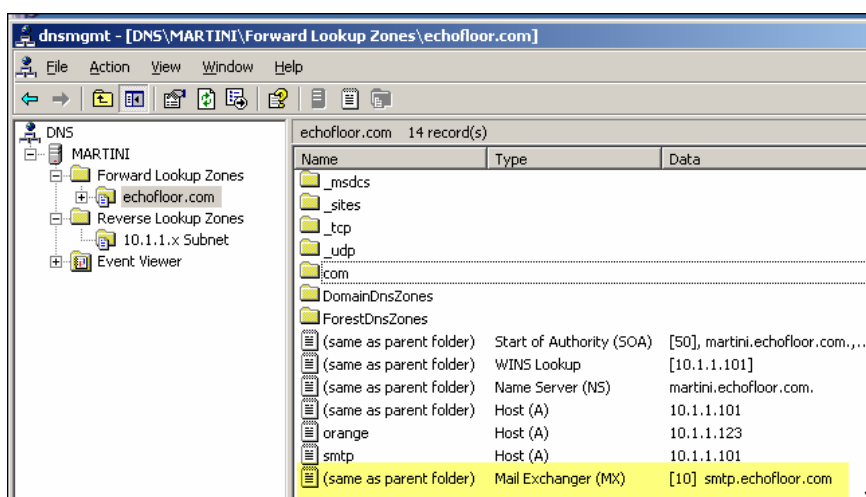 dnsmgmt - [DNS\MARTINI\Forward Lookup Zones\echofloor.com]
File Action View Window Help
DNS
MARTINI
Forward Lookup Zones
echofloor.com
Reverse Lookup Zones
10.1.1.x Subnet
Event Viewer
echofloor.com 14 record(s)
Name Type Data
_msdcs
_sites
_tcp
_udp
com
DomainDnsZones
ForestDnsZones
(same as parent folder) Start of Authority (SOA) [50], martini.echofloor.com.,..
(same as parent folder) WINS Lookup [10.1.1.101]
(same as parent folder) Name Server (NS) martini.echofloor.com.
(same as parent folder) Host (A) 10.1.1.101
orange Host (A) 10.1.1.123
smtp Host (A) 10.1.1.101
(same as parent folder) Mail Exchanger (MX) [10] smtp.echofloor.com